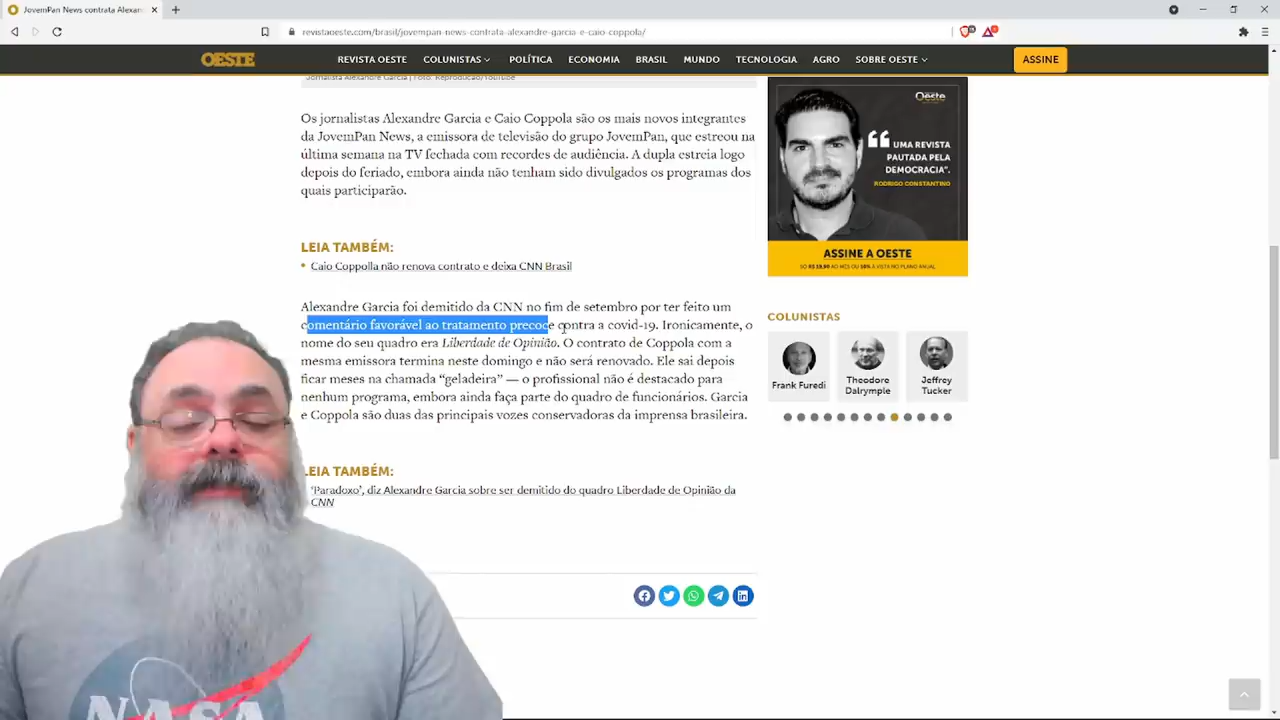 JovemPan News contrata Alexan
revistaoeste.com/brasil/jovempan-news-contrata-alexandre-garcia-e-caio-coppola/
OESTE
REVISTA OESTE COLUNISTAS POLÍTICA ECONOMIA BRASIL MUNDO TECNOLOGIA AGRO SOBRE OESTE ASSINE
Jornalista Alexandre Garcia | Foto: Reprodução/YouTube
Os jornalistas Alexandre Garcia e Caio Coppola são os mais novos integrantes
da JovemPan News, a emissora de televisão do grupo JovemPan, que estreou na
última semana na TV fechada com recordes de audiência. A dupla estreia logo
depois do feriado, embora ainda não tenham sido divulgados os programas dos
quais participarão.
LEIA TAMBÉM:
Caio Coppolla não renova contrato e deixa CNN Brasil
Alexandre Garcia foi demitido da CNN no fim de setembro por ter feito um
comentário favorável ao tratamento precoce contra a covid-19. Ironicamente, o
nome do seu quadro era Liberdade de Opinião. O contrato de Coppola com a
mesma emissora termina neste domingo e não será renovado. Ele sai depois
ficar meses na chamada “geladeira” — o profissional não é destacado para
nenhum programa, embora ainda faça parte do quadro de funcionários. Garcia
e Coppola são duas das principais vozes conservadoras da imprensa brasileira.
LEIA TAMBÉM:
'Paradoxo', diz Alexandre Garcia sobre ser demitido do quadro Liberdade de Opinião da
CNN
Oeste
UMA REVISTA
PAUTADA PELA
DEMOCRACIA”.
RODRIGO CONSTANTINO
ASSINE A OESTE
SÓ R$ 19,90 AO MÊS OU 10% À VISTA NO PLANO ANUAL
COLUNISTAS
Frank Furedi
Theodore
Dalrymple
Jeffrey
Tucker
NASA